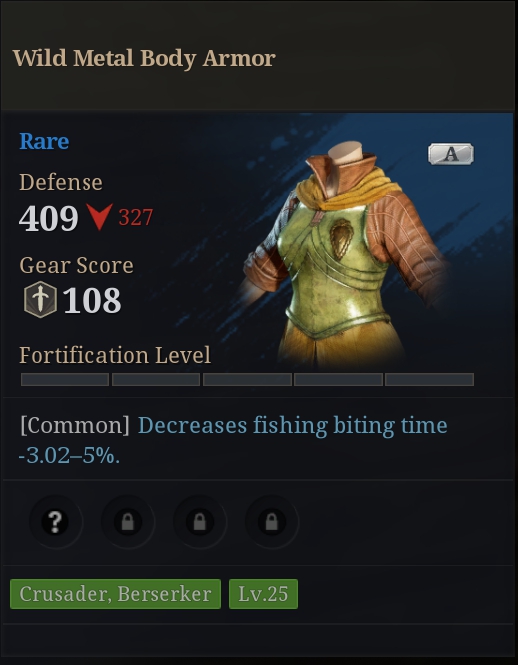 Wild Metal Body Armor
Rare
A
Defense
409 327
Gear Score
108
Fortification Level
[Common] Decreases fishing biting time
-3.02–5%.
?
Crusader, Berserker Lv.25